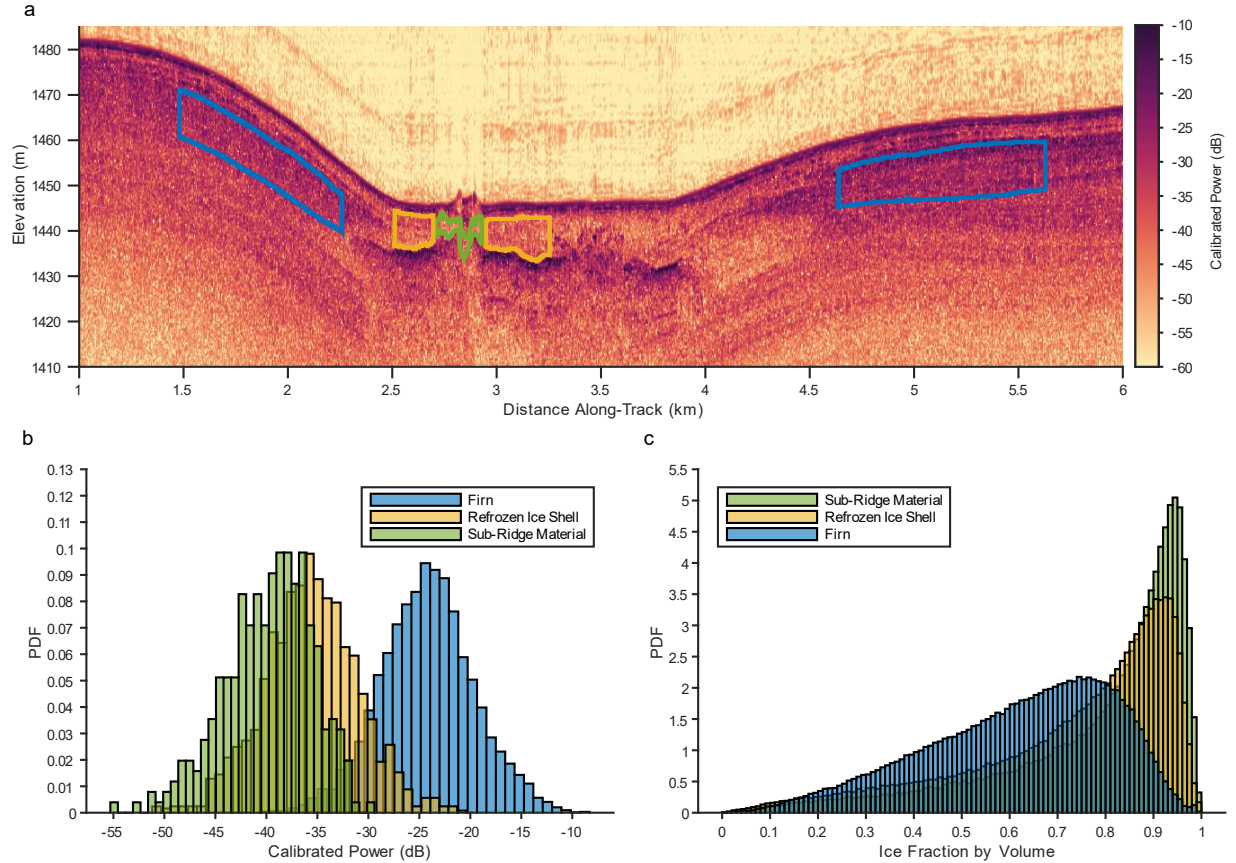 a
1480
1470
1460
1450
1440
1430
1420
1410
Elevation (m)
1 1.5 2 2.5 3 3.5 4 4.5 5 5.5 6
Distance Along-Track (km)
-10
-15
-20
-25
-30
-35
-40
-45
-50
-55
-60
Calibrated Power (dB)
b
0.13
0.12
0.11
0.1
0.09
0.08
0.07
0.06
0.05
0.04
0.03
0.02
0.01
0
PDF
Firn
Refrozen Ice Shell
Sub-Ridge Material
-55 -50 -45 -40 -35 -30 -25 -20 -15 -10
Calibrated Power (dB)
c
5.5
5
4.5
4
3.5
3
2.5
2
1.5
1
0.5
0
PDF
Sub-Ridge Material
Refrozen Ice Shell
Firn
0 0.1 0.2 0.3 0.4 0.5 0.6 0.7 0.8 0.9 1
Ice Fraction by Volume